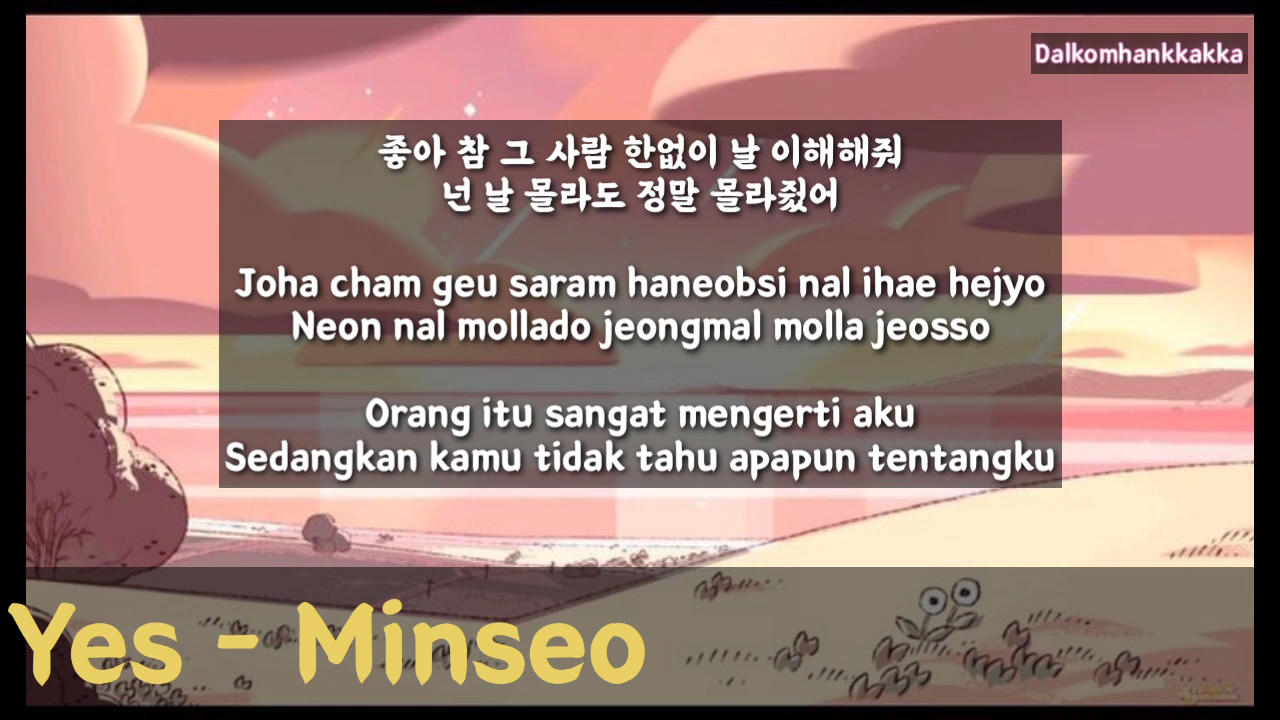 Dalkomhankkakka
좋아 참 그 사람 한없이 날 이해해줘
넌 날 몰라도 정말 몰라줬어
Joha cham geu saram haneobsi nal ihae hejyo
Neon nal mollado jeongmal molla jeosso
Orang itu sangat mengerti aku
Sedangkan kamu tidak tahu apapun tentangku
Yes - Minseo